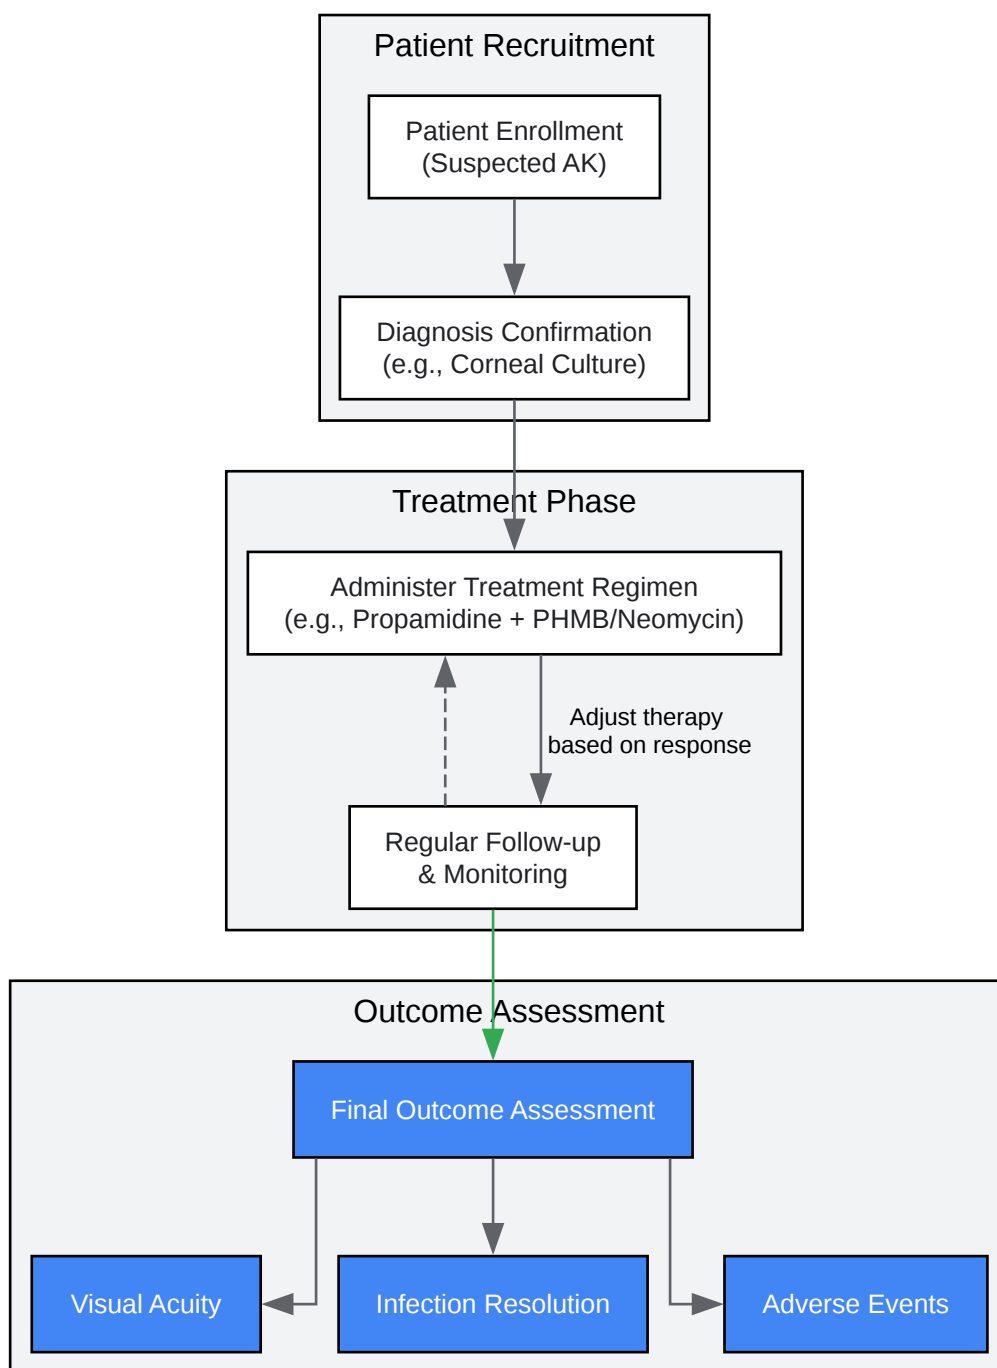 Patient Recruitment
Patient Enrollment
(Suspected AK)
Diagnosis Confirmation
(e.g., Corneal Culture)
Treatment Phase
Administer Treatment Regimen
(e.g., Propamidine + PHMB/Neomycin)
Adjust therapy
based on response
Regular Follow-up
& Monitoring
Outcome Assessment
Final Outcome Assessment
Visual Acuity
Infection Resolution
Adverse Events